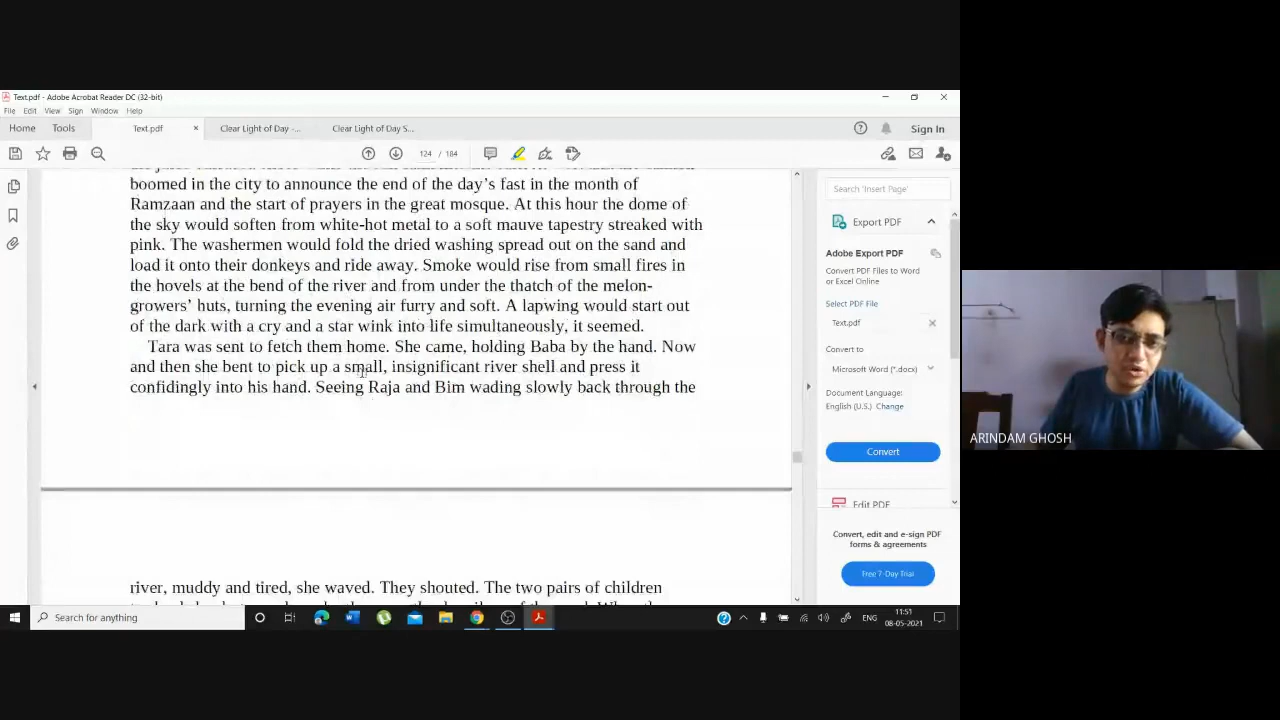 Text.pdf - Adobe Acrobat Reader DC (32-bit)
File Edit View Sign Window Help
Home Tools Text.pdf × Clear Light of Day -... Clear Light of Day S... Sign In
124 / 184
boomed in the city to announce the end of the day's fast in the month of
Ramzaan and the start of prayers in the great mosque. At this hour the dome of
the sky would soften from white-hot metal to a soft mauve tapestry streaked with
pink. The washermen would fold the dried washing spread out on the sand and
load it onto their donkeys and ride away. Smoke would rise from small fires in
the hovels at the bend of the river and from under the thatch of the melon-
growers' huts, turning the evening air furry and soft. A lapwing would start out
of the dark with a cry and a star wink into life simultaneously, it seemed.
Tara was sent to fetch them home. She came, holding Baba by the hand. Now
and then she bent to pick up a small, insignificant river shell and press it
confidingly into his hand. Seeing Raja and Bim wading slowly back through the
river, muddy and tired, she waved. They shouted. The two pairs of children
Search 'Insert Page'
Export PDF
Adobe Export PDF
Convert PDF Files to Word
or Excel Online
Select PDF File
Text.pdf ×
Convert to
Microsoft Word (*.docx)
Document Language:
English (U.S.) Change
Convert
Edit PDF
Convert, edit and e-sign PDF
forms & agreements
Free 7-Day Trial
Search for anything
ENG
11:51
08-05-2021
ARINDAM GHOSH